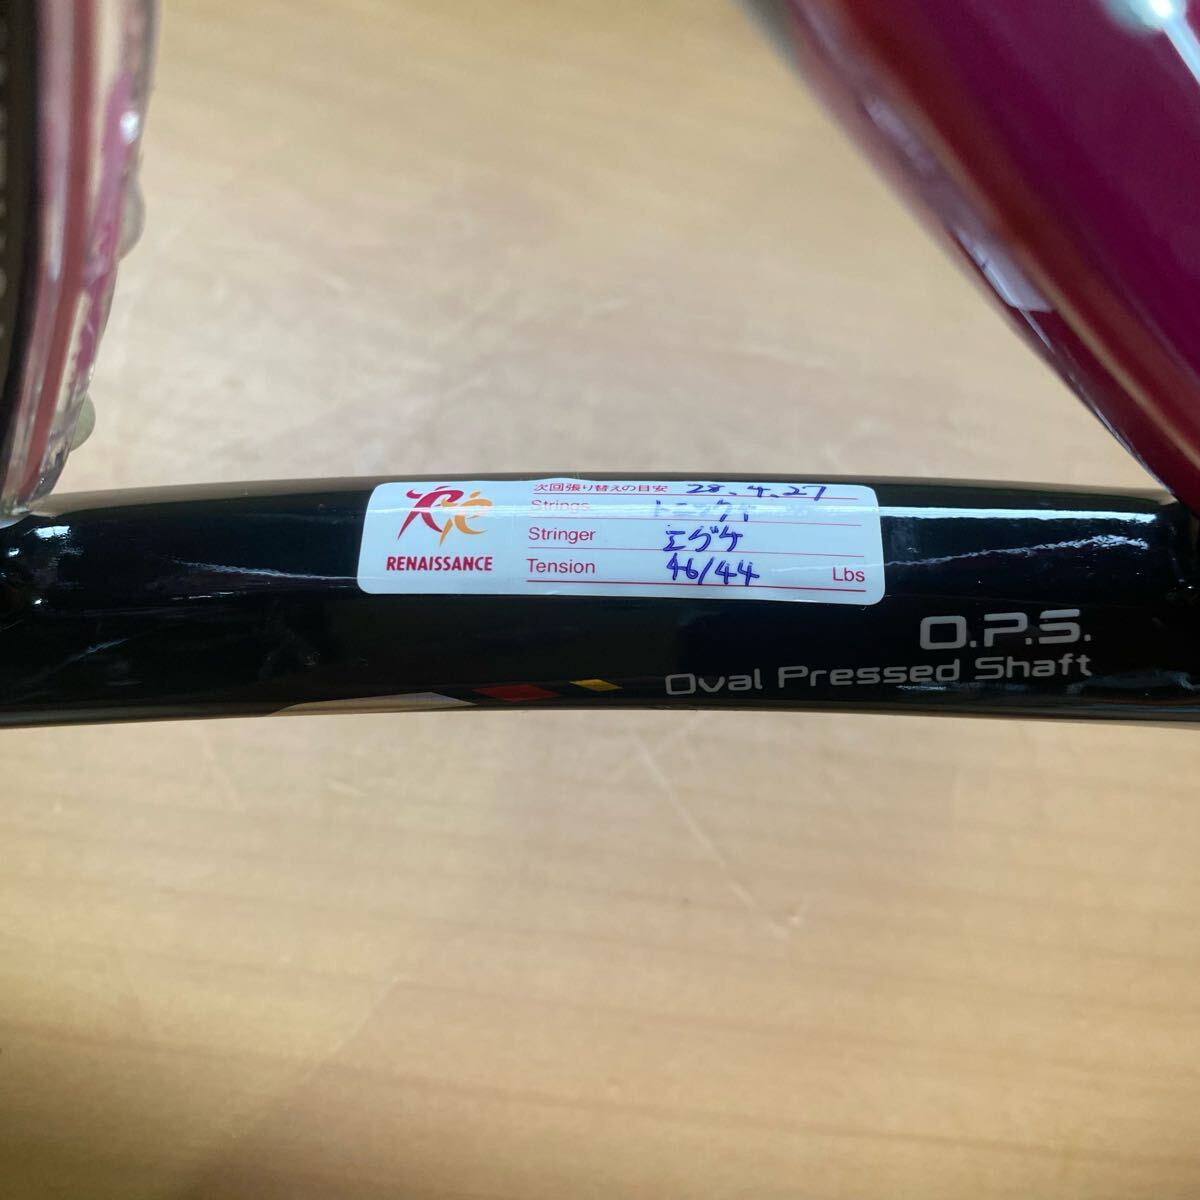 次回張り替えの目安 28.4.27
Strings
Stringer エグケ
Tension 46/44 Lbs
RENAISSANCE
O.P.S.
Oval Pressed Shaft